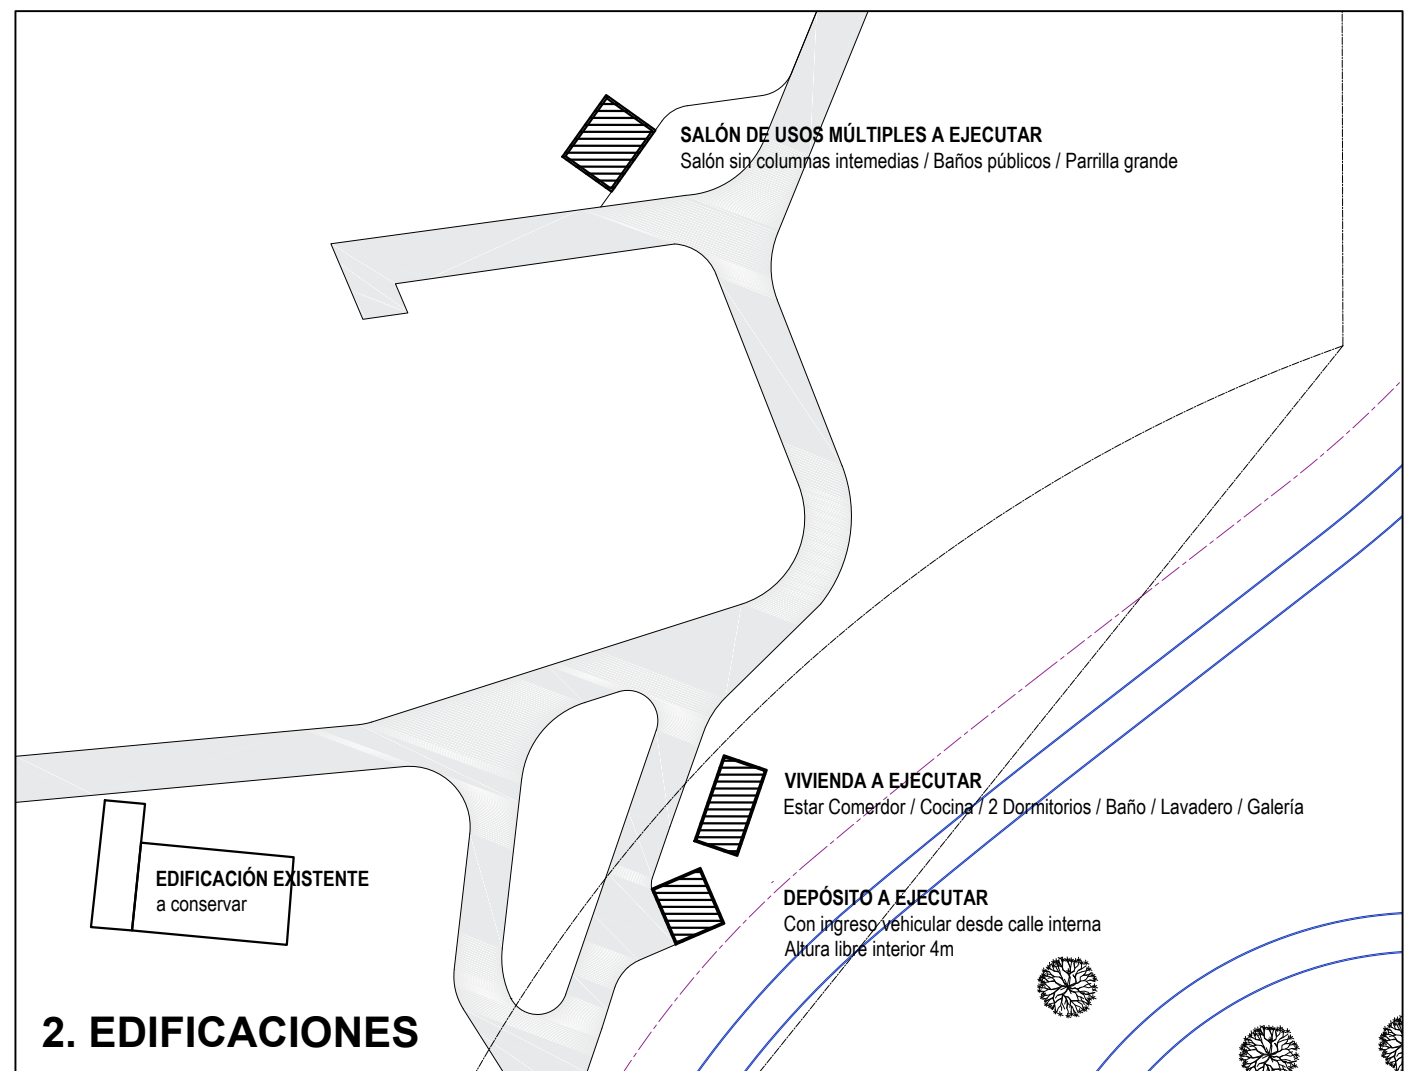 SALÓN DE USOS MÚLTIPLES A EJECUTAR
Salón sin columnas intemedias / Baños públicos / Parrilla grande
VIVIENDA A EJECUTAR
Estar Comerdor / Cocina / 2 Dormitorios / Baño / Lavadero / Galería
EDIFICACIÓN EXISTENTE
a conservar
DEPÓSITO A EJECUTAR
Con ingreso vehicular desde calle interna
Altura libre interior 4m
2. EDIFICACIONES